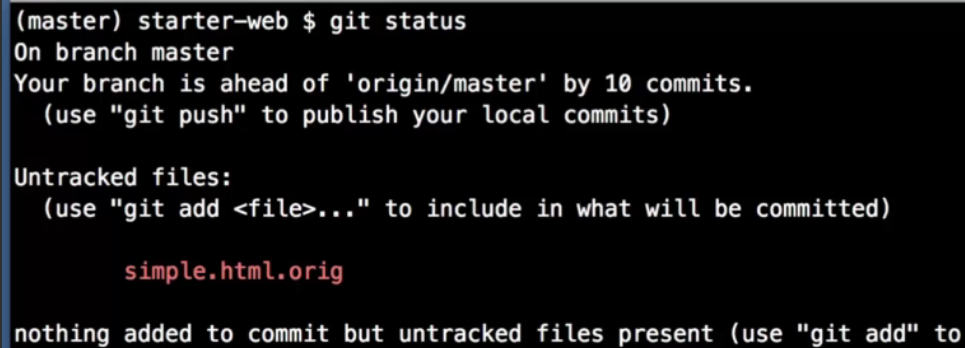 (master) starter-web $ git status
On branch master
Your branch is ahead of 'origin/master' by 10 commits.
(use "git push" to publish your local commits)
Untracked files:
(use "git add <file>..." to include in what will be committed)
simple.html.orig
nothing added to commit but untracked files present (use "git add" to